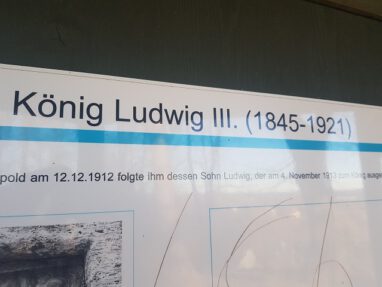 König Ludwig III. (1845-1921)
pold am 12.12.1912 folgte ihm dessen Sohn Ludwig, der am 4. November 1913 zum König ausge